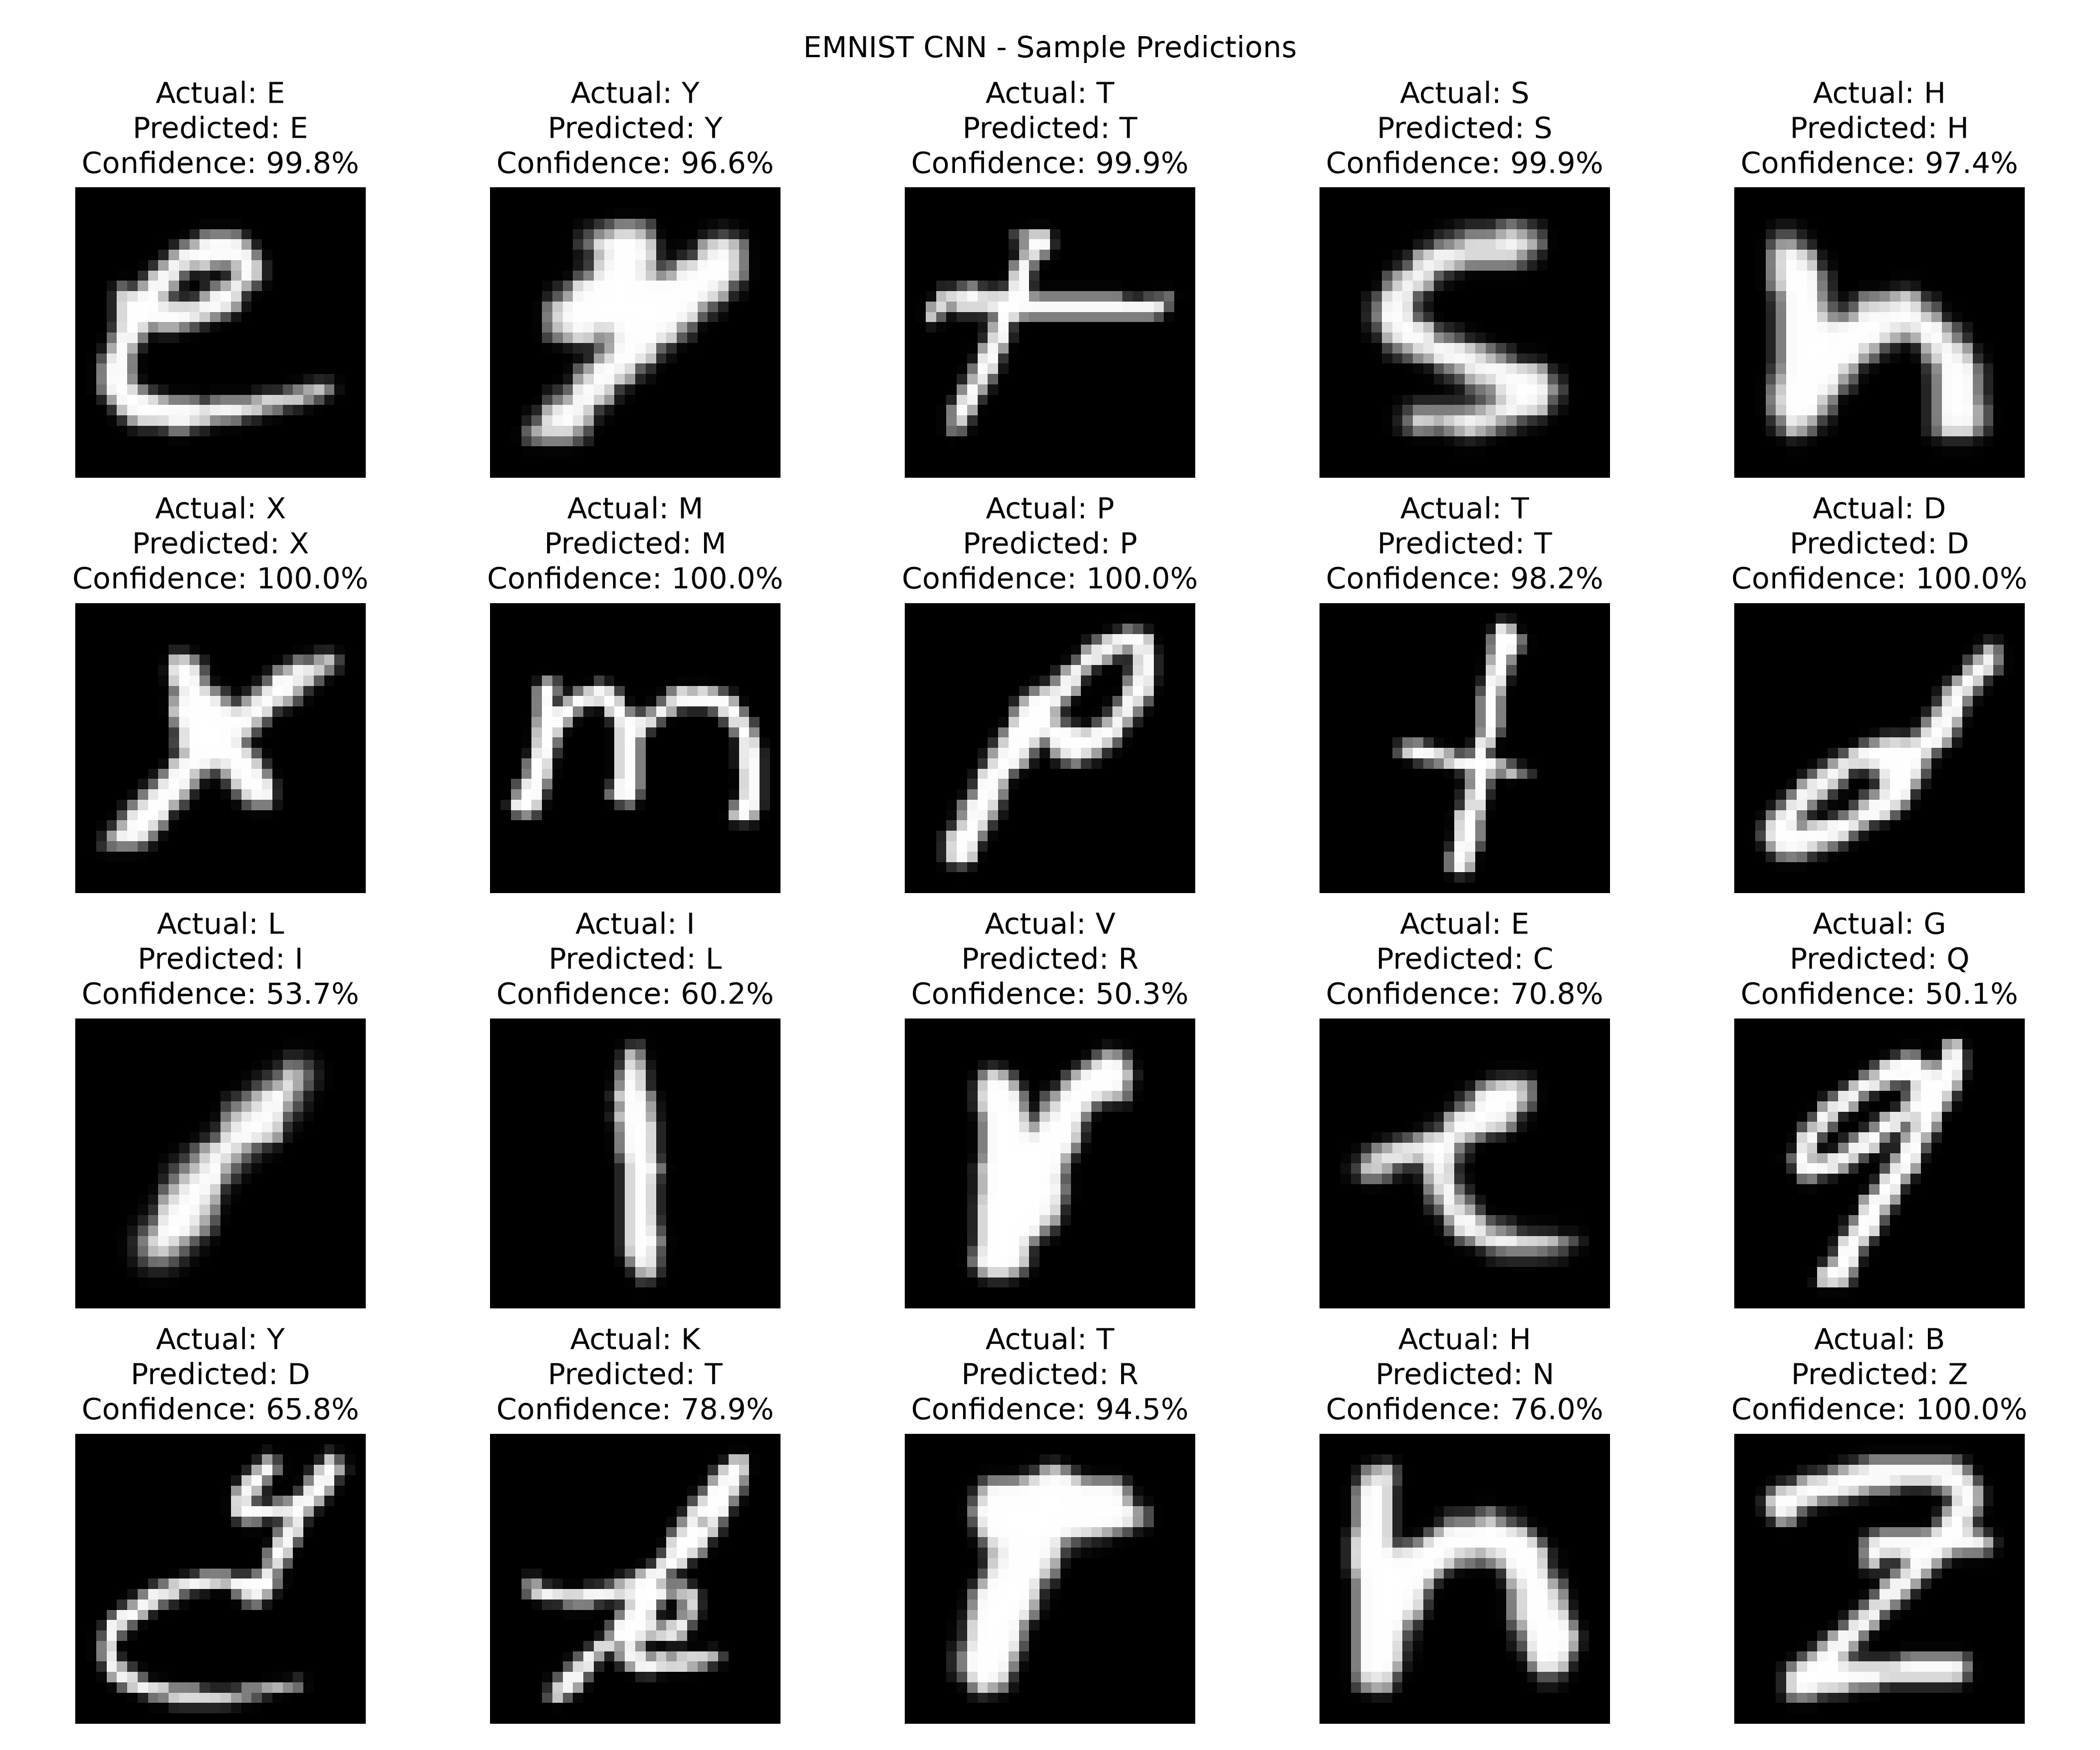 EMNIST CNN - Sample Predictions
Actual: E
Predicted: E
Confidence: 99.8%
e
Actual: Y
Predicted: Y
Confidence: 96.6%
y
Actual: T
Predicted: T
Confidence: 99.9%
t
Actual: S
Predicted: S
Confidence: 99.9%
S
Actual: H
Predicted: H
Confidence: 97.4%
h
Actual: X
Predicted: X
Confidence: 100.0%
x
Actual: M
Predicted: M
Confidence: 100.0%
m
Actual: P
Predicted: P
Confidence: 100.0%
p
Actual: T
Predicted: T
Confidence: 98.2%
t
Actual: D
Predicted: D
Confidence: 100.0%
d
Actual: L
Predicted: I
Confidence: 53.7%
l
Actual: I
Predicted: L
Confidence: 60.2%
I
Actual: V
Predicted: R
Confidence: 50.3%
Actual: E
Predicted: C
Confidence: 70.8%
e
Actual: G
Predicted: Q
Confidence: 50.1%
g
Actual: Y
Predicted: D
Confidence: 65.8%
y
Actual: K
Predicted: T
Confidence: 78.9%
k
Actual: T
Predicted: R
Confidence: 94.5%
T
Actual: H
Predicted: N
Confidence: 76.0%
h
Actual: B
Predicted: Z
Confidence: 100.0%
Z